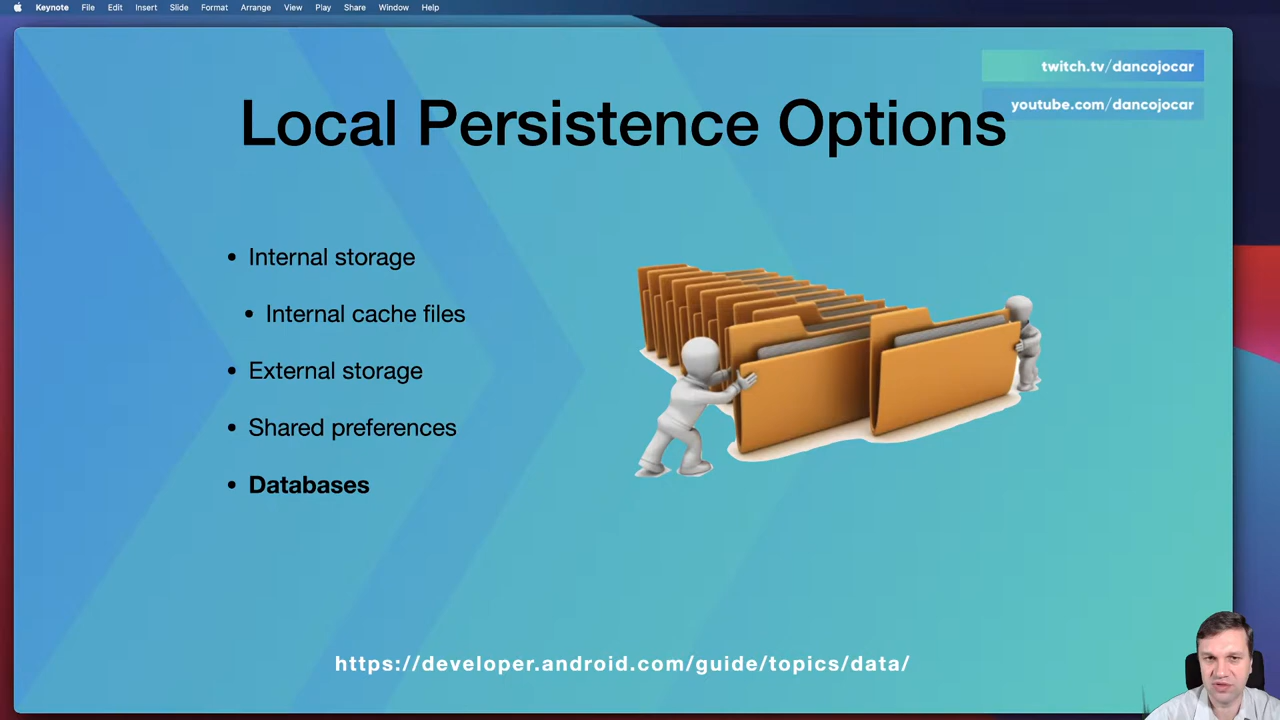 Keynote File Edit Insert Slide Format Arrange View Play Share Window Help
twitch.tv/dancojocar
youtube.com/dancojocar
Local Persistence Options
• Internal storage
• Internal cache files
• External storage
• Shared preferences
• Databases
https://developer.android.com/guide/topics/data/